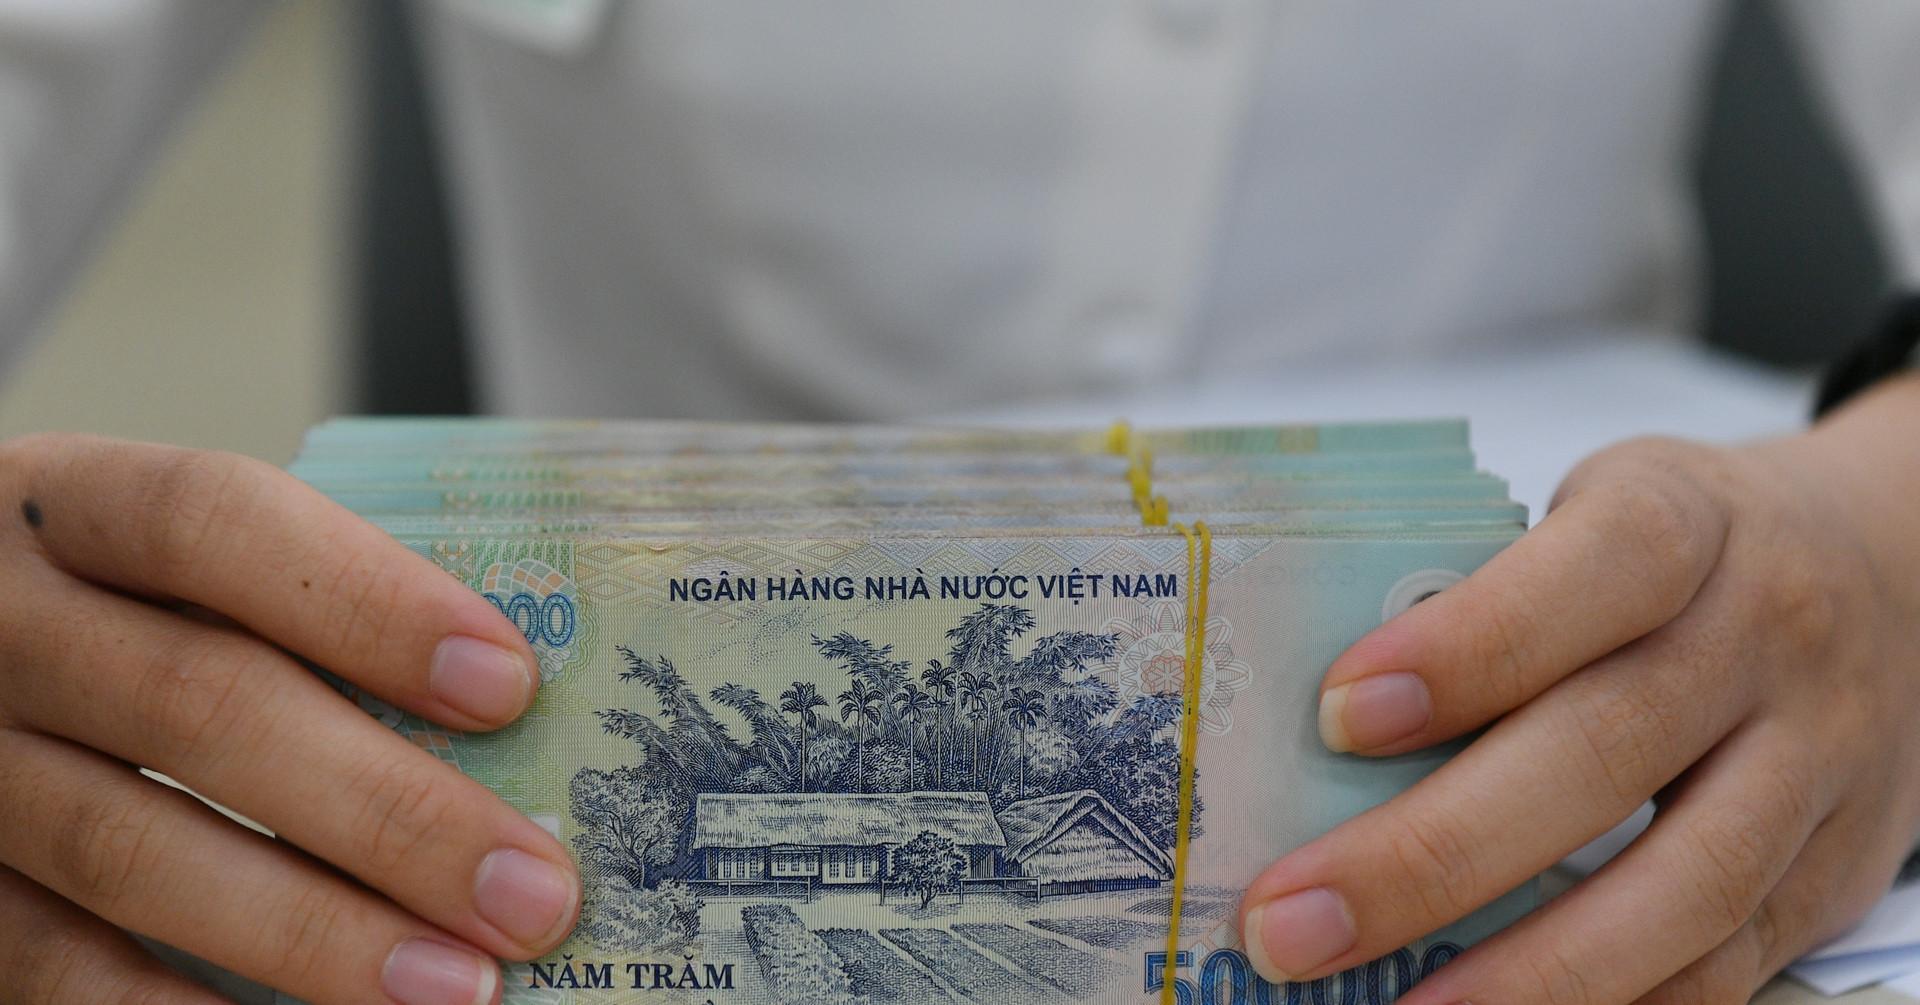 NGÂN HÀNG NHÀ NƯỚC VIỆT NAM
NĂM TRĂM